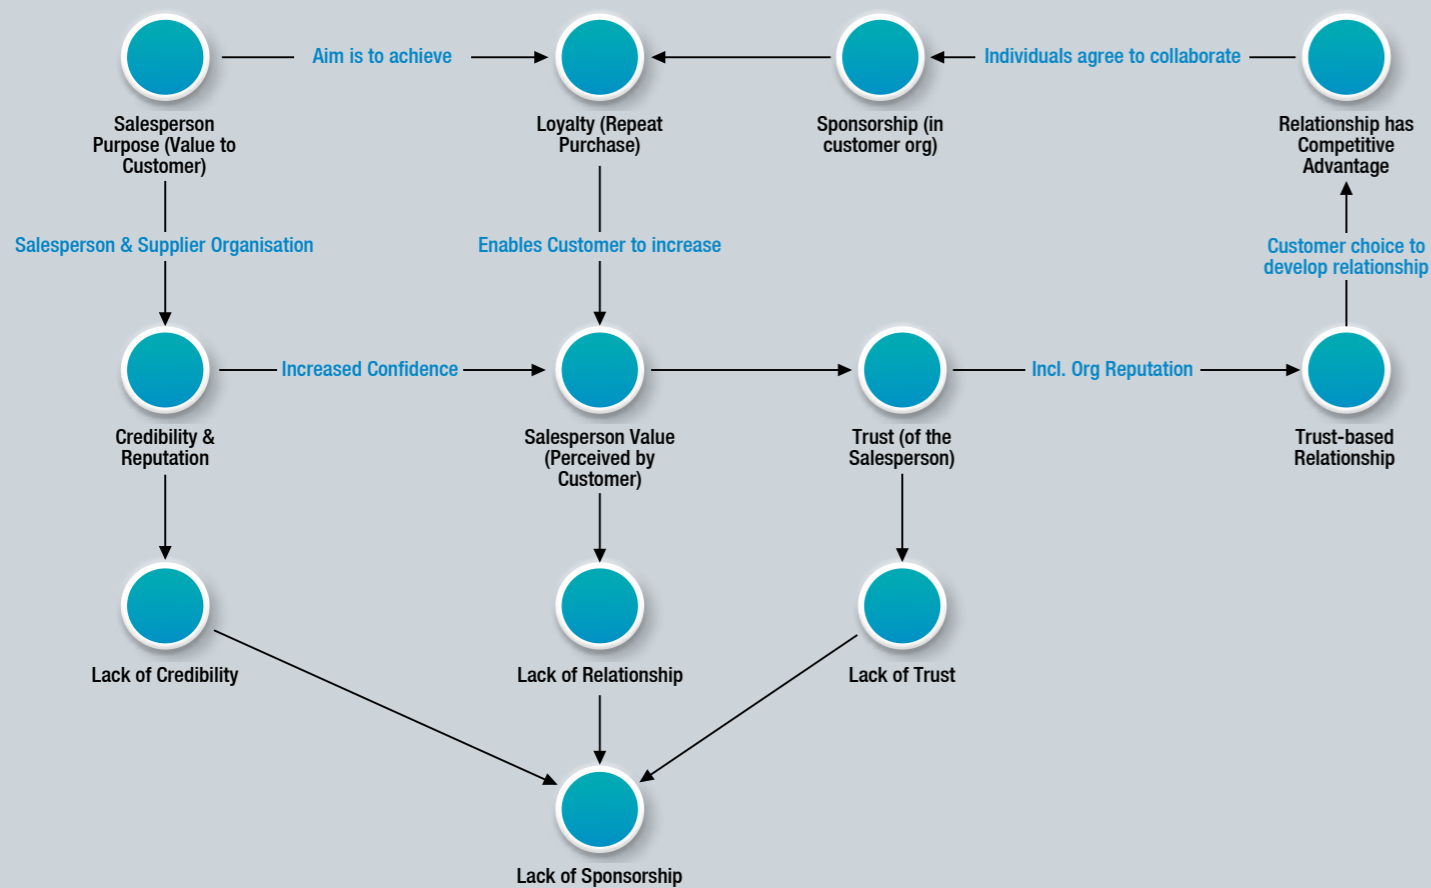 Aim is to achieve
Individuals agree to collaborate
Salesperson
Purpose (Value to
Customer)
Loyalty (Repeat
Purchase)
Sponsorship (in
customer org)
Relationship has
Competitive
Advantage
Salesperson & Supplier Organisation
Enables Customer to increase
Customer choice to
develop relationship
Increased Confidence
Incl. Org Reputation
Credibility &
Reputation
Salesperson Value
(Perceived by
Customer)
Trust (of the
Salesperson)
Trust-based
Relationship
Lack of Credibility
Lack of Relationship
Lack of Trust
Lack of Sponsorship